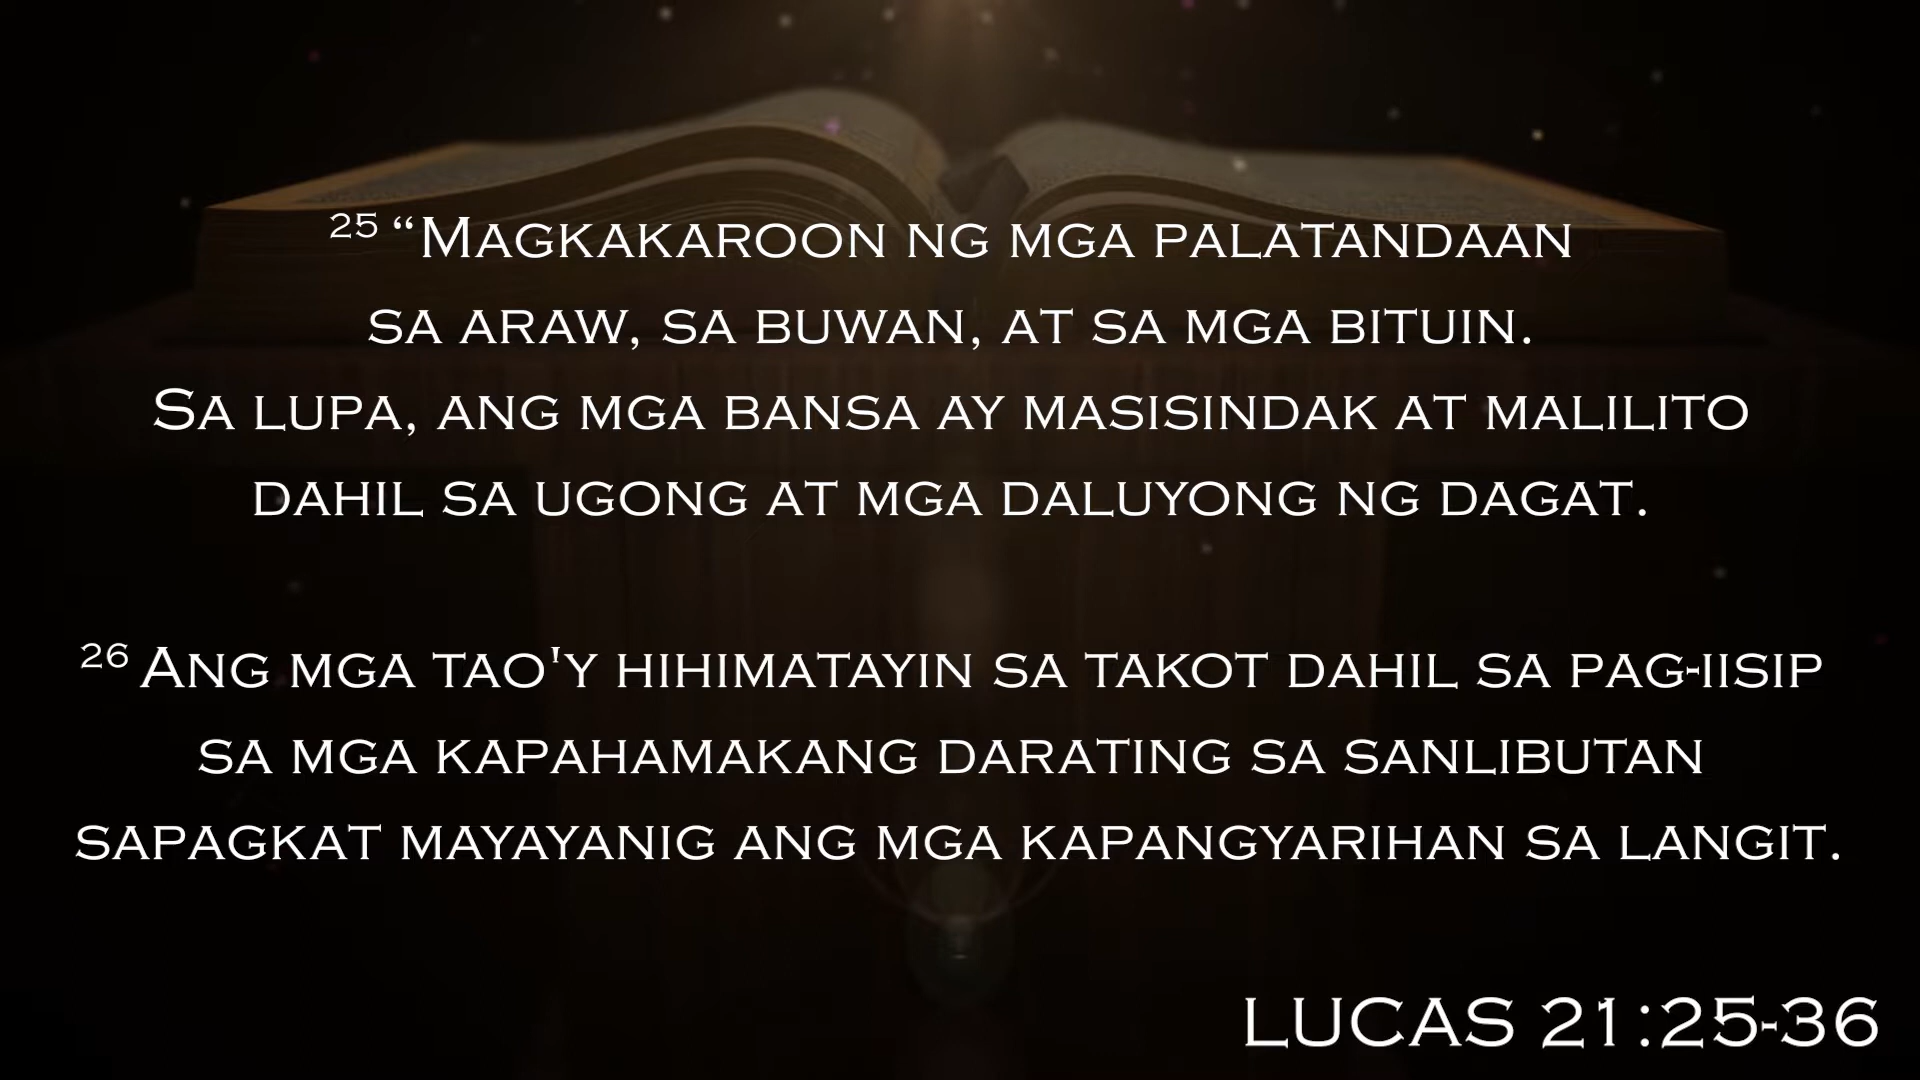 25 “Magkakaroon ng mga palatandaan
sa araw, sa buwan, at sa mga bituin.
Sa lupa, ang mga bansa ay masisindak at malilito
dahil sa ugong at mga daluyong ng dagat.
26 Ang mga tao'y hihimatayin sa takot dahil sa pag-iisip
sa mga kapahamakang darating sa sanlibutan
sapagkat mayayanig ang mga kapangyarihan sa langit.
LUCAS 21:25-36